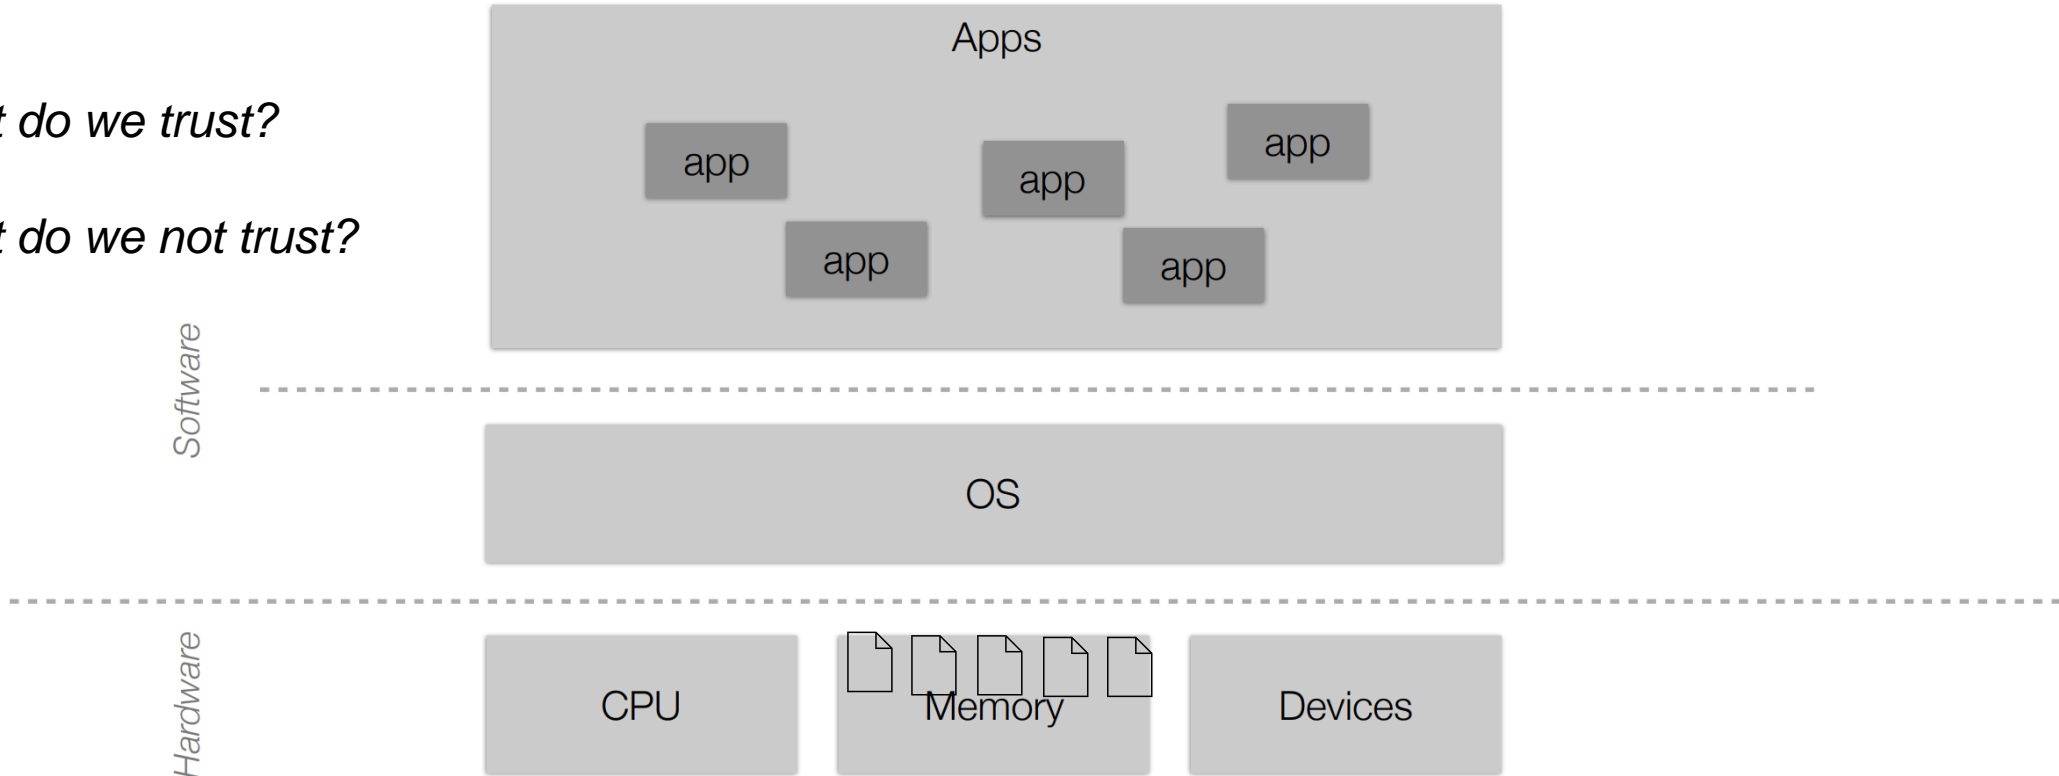 Apps
t do we trust?
app
app
app
t do we not trust?
app
app
Software
OS
Hardware
CPU
Memory
Devices